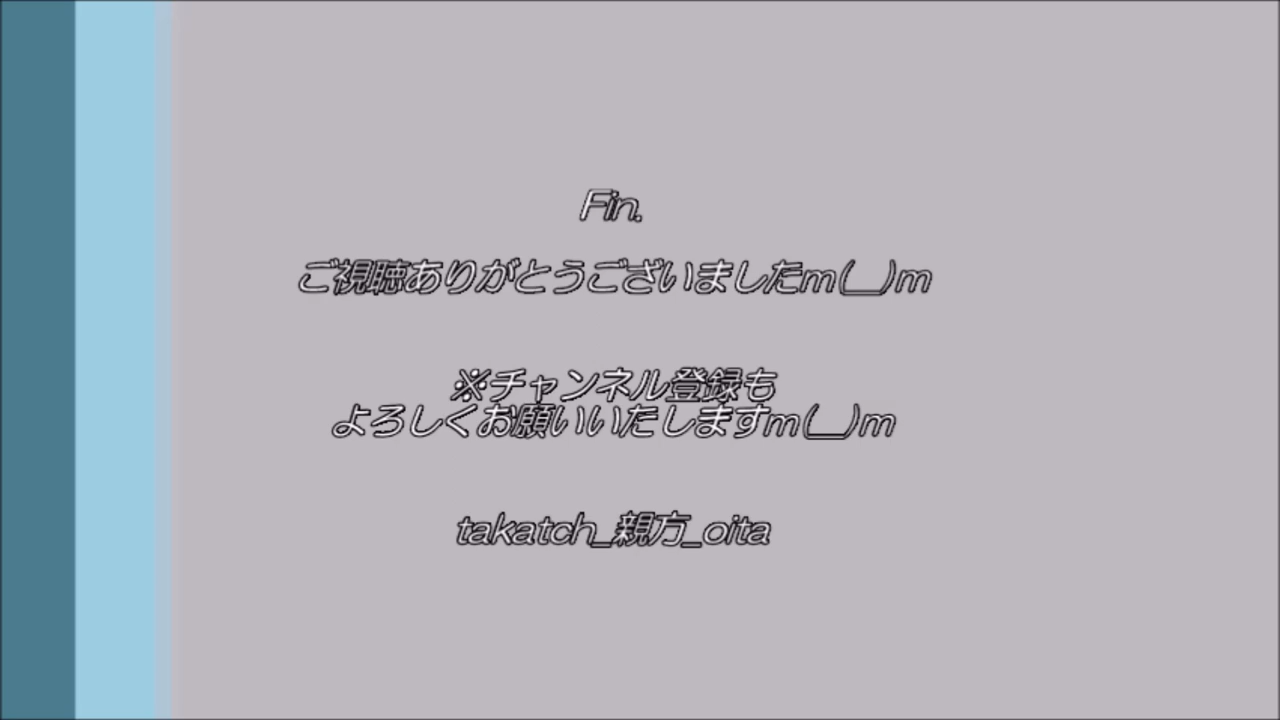 Fin.
ご視聴ありがとうございましたm(__)m
※チャンネル登録も
よろしくお願いいたしますm(__)m
takatch_親方_oita